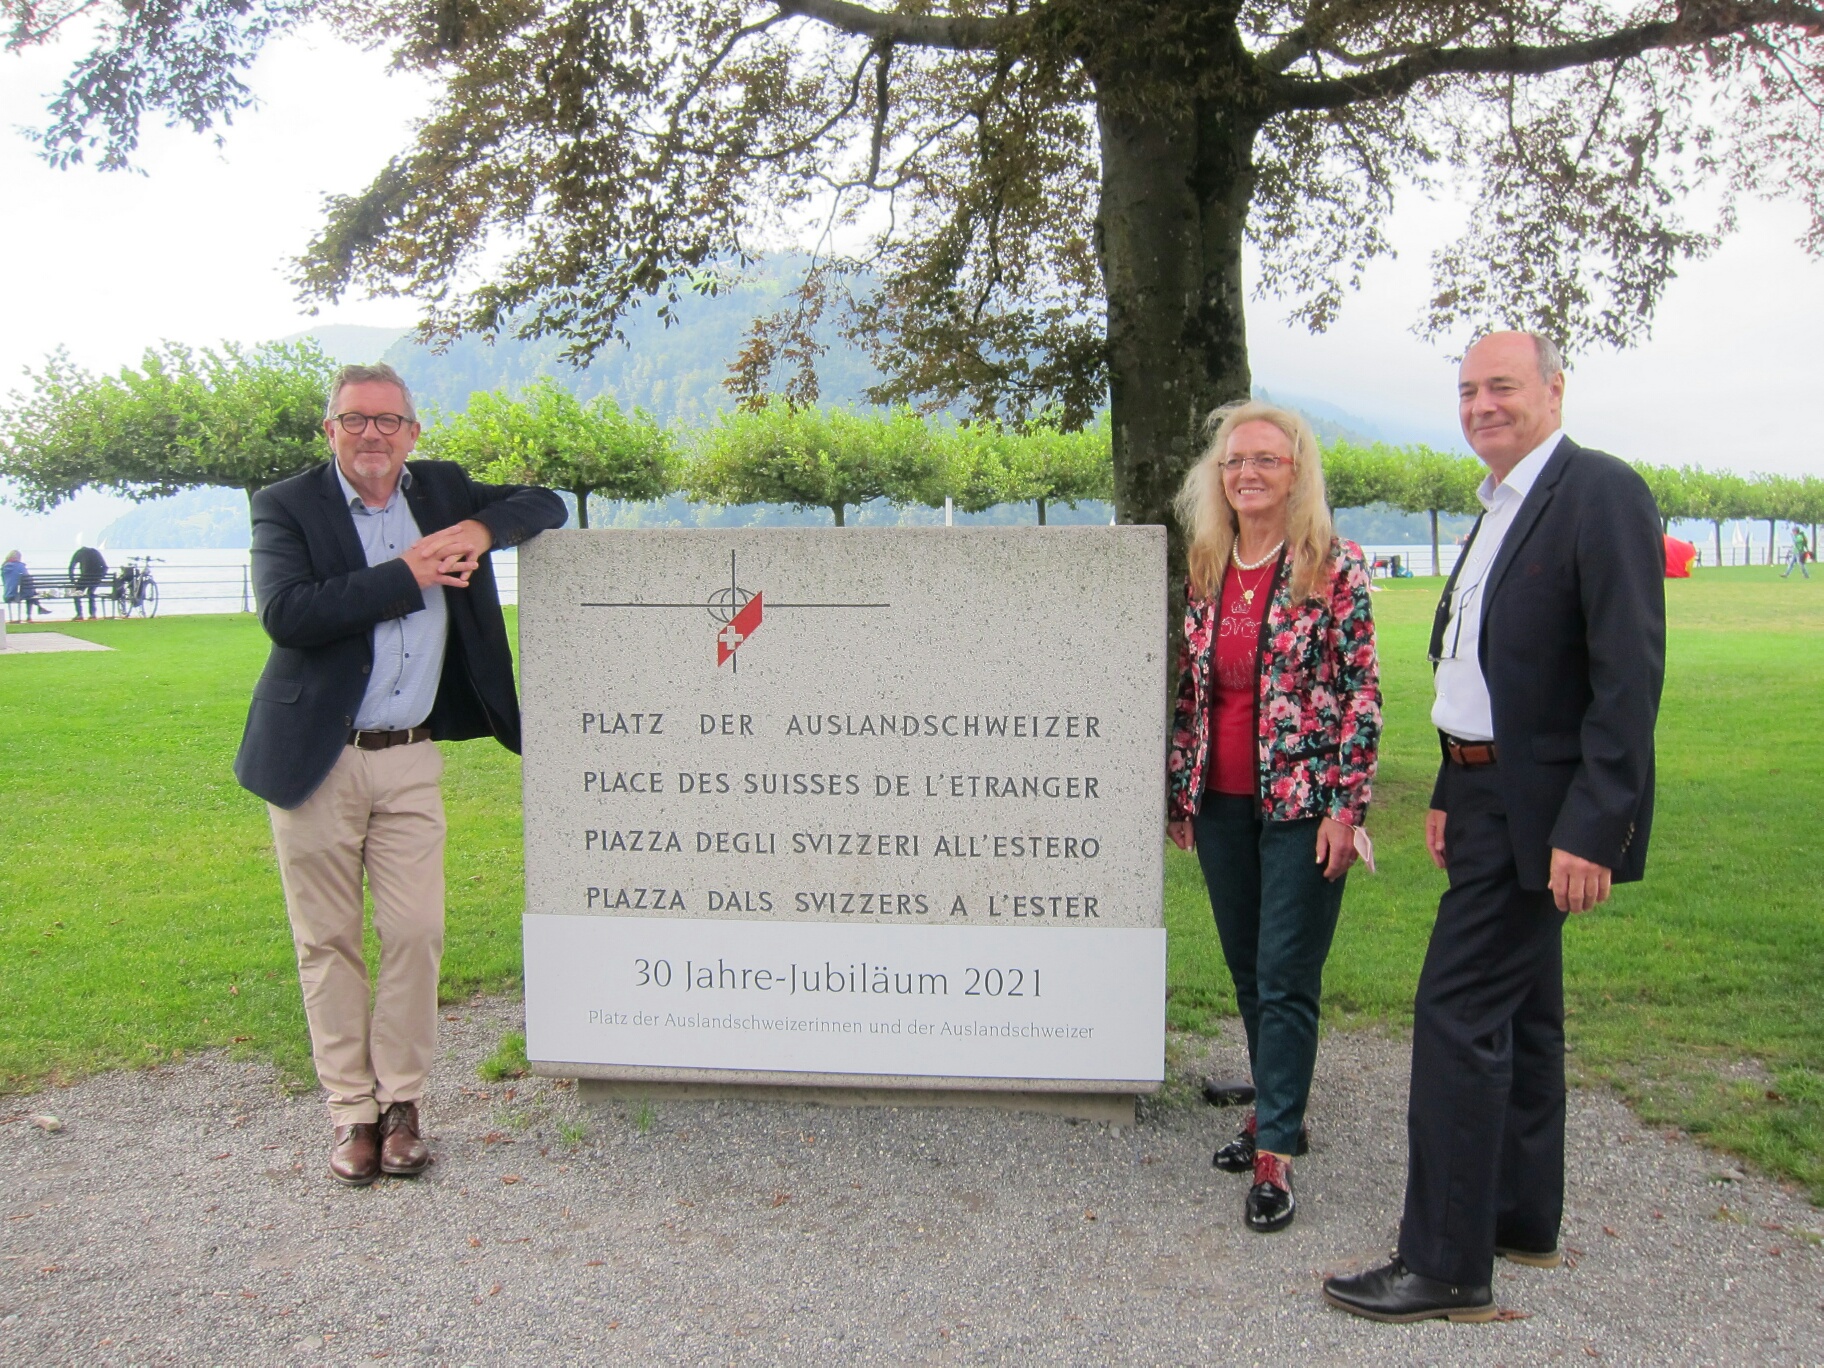 PLATZ DER AUSLANDSCHWEIZER
PLACE DES SUISSES DE L'ETRANGER
PIAZZA DEGLI SVIZZERI ALL'ESTERO
PLAZZA DALS SVIZZERS A L'ESTER
30 Jahre-Jubiläum 2021
Platz der Auslandschweizerinnen und der Auslandschweizer